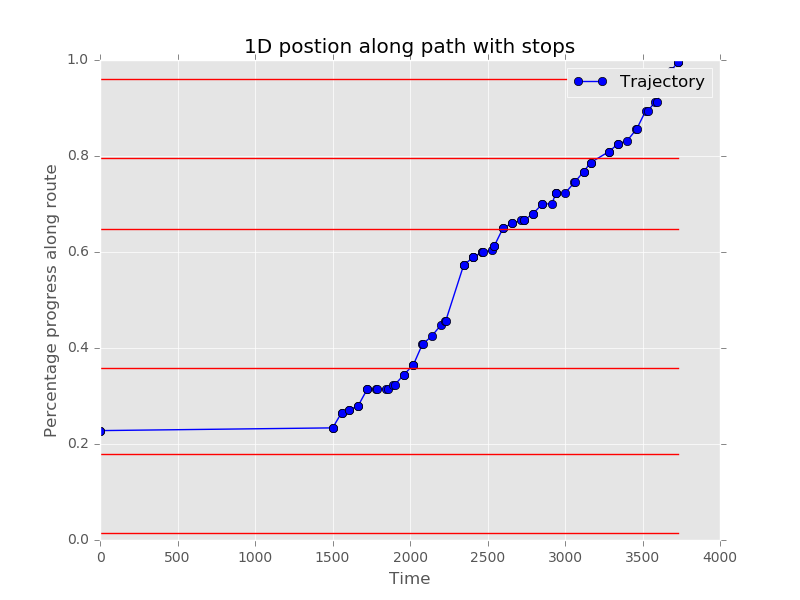 1D postion along path with stops
Trajectory
Percentage progress along route
1.0
0.8
0.6
0.4
0.2
0.0
0 500 1000 1500 2000 2500 3000 3500 4000
Time